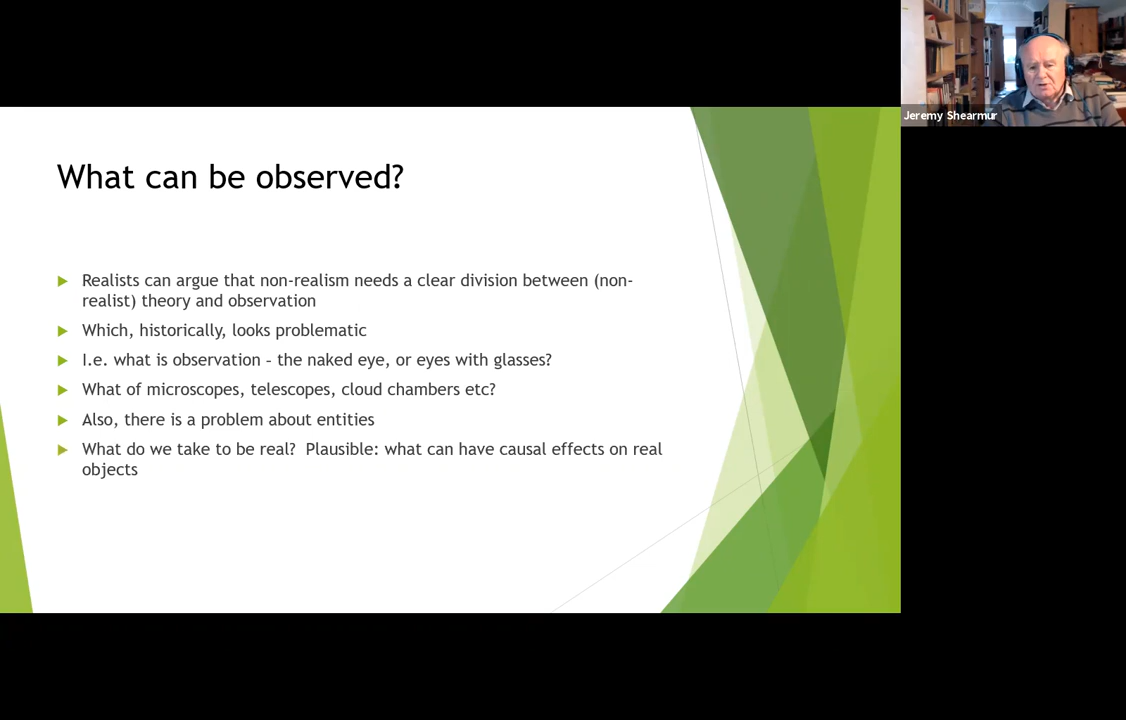 Jeremy Shearmur
What can be observed?
Realists can argue that non-realism needs a clear division between (non-
realist) theory and observation
Which, historically, looks problematic
I.e. what is observation – the naked eye, or eyes with glasses?
What of microscopes, telescopes, cloud chambers etc?
Also, there is a problem about entities
What do we take to be real?  Plausible: what can have causal effects on real
objects